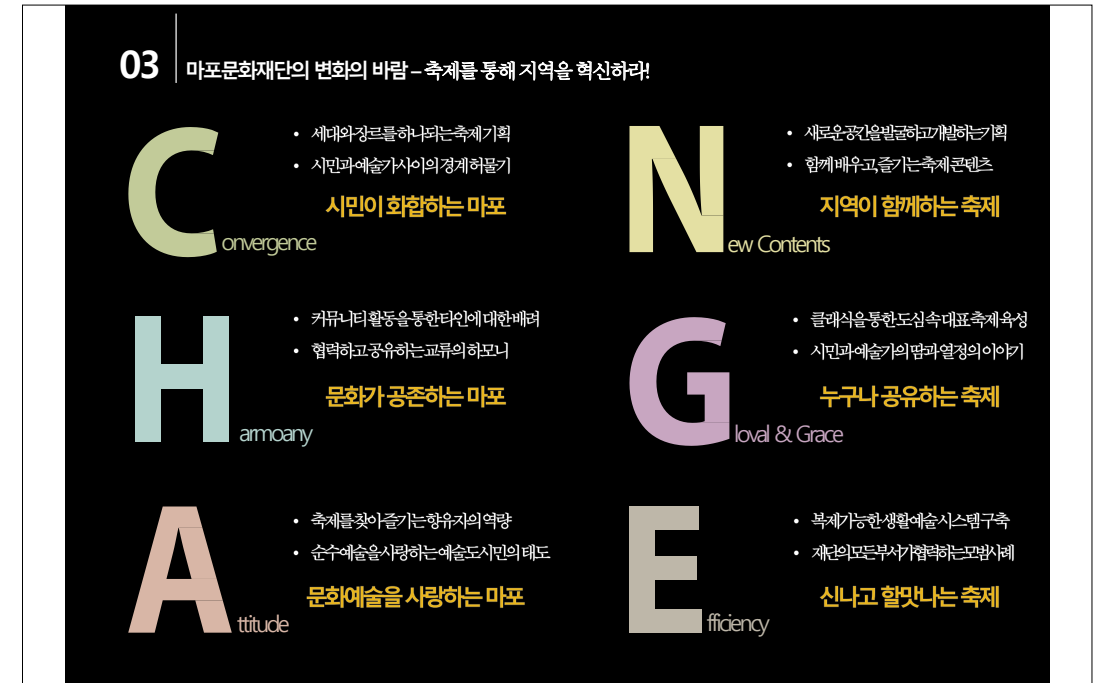 03 마포문화재단의 변화의 바람 – 축제를 통해 지역을 혁신하라!
• 세대와 장르를 하나되는 축제 기획
• 시민과 예술가 사이의 경계 허물기
시민이 화합하는 마포
Convergence
• 커뮤니티 활동을 통한 타인에 대한 배려
• 협력하고 공유하는 교류의 하모니
문화가 공존하는 마포
Harmoany
• 축제를 찾아 즐기는 향유자의 역량
• 순수예술을 사랑하는 예술도시민의 태도
문화예술을 사랑하는 마포
Attitude
• 새로운 공간을 발굴하고 개발하는 기획
• 함께 배우고, 즐기는 축제 콘텐츠
지역이 함께하는 축제
New Contents
• 클래식을 통한 도심 속 대표 축제 육성
• 시민과 예술가의 땀과 열정의 이야기
누구나 공유하는 축제
Gloval & Grace
• 복제 가능한 생활예술 시스템 구축
• 재단의 모든 부서가 협력하는 모범사례
신나고 할맛나는 축제
Efficiency